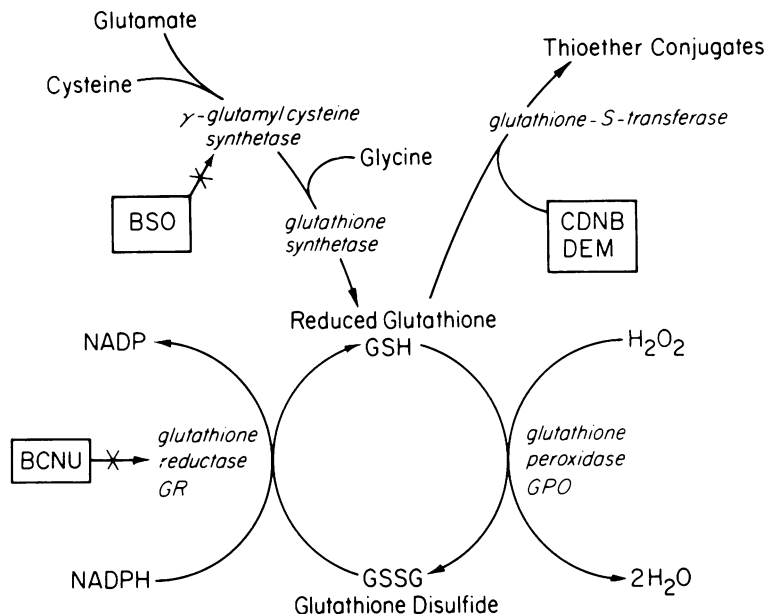 Glutamate
Cysteine
γ-glutamyl cysteine
synthetase
BSO
Glycine
glutathione
synthetase
Thioether Conjugates
glutathione-S-transferase
CDNB
DEM
Reduced Glutathione
GSH
NADP
glutathione
reductase
GR
BCNU
NADPH
H₂O₂
glutathione
peroxidase
GPO
2H₂O
GSSG
Glutathione Disulfide